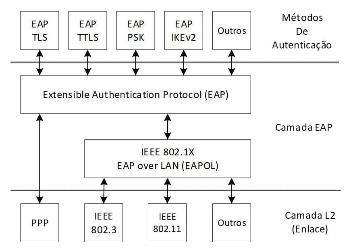 EAP
TLS
EAP
TTLS
EAP
PSK
EAP
IKEv2
Outros
Métodos
De
Autenticação
Extensible Authentication Protocol (EAP)
Camada EAP
IEEE 802.1X
EAP over LAN (EAPOL)
PPP
IEEE
802.3
IEEE
802.11
Outros
Camada L2
(Enlace)